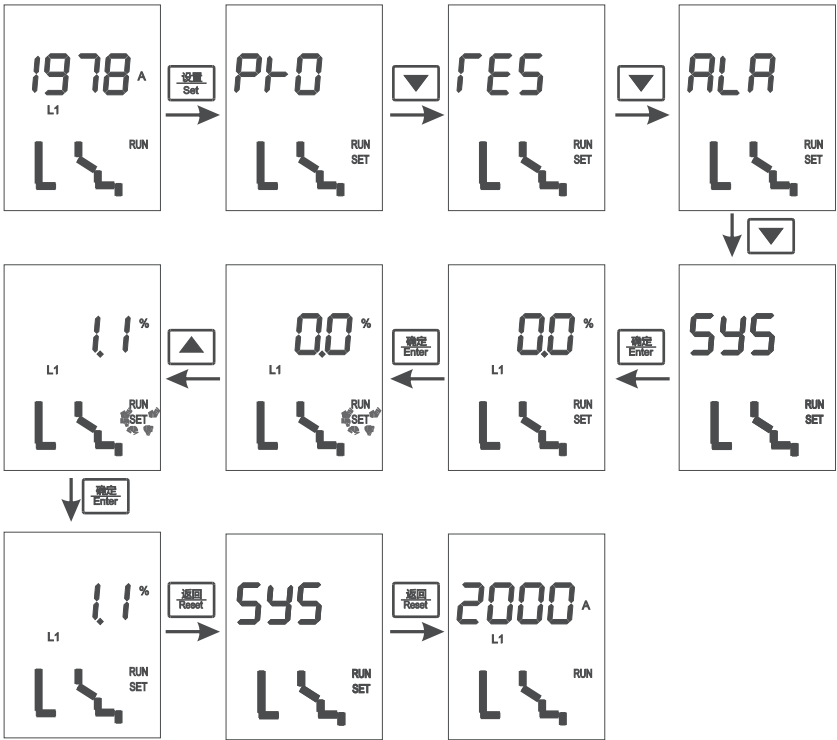 1978 A
L1
RUN
L
设置
Set
PrO
RUN
SET
L
rES
RUN
SET
L
ALA
RUN
SET
L
SYS
RUN
SET
L
确定
Enter
0.0 %
L1
RUN
SET
L
确定
Enter
0.0 %
L1
RUN
SET
L
1.1 %
L1
RUN
SET
L
确定
Enter
1.1 %
L1
RUN
SET
L
返回
Reset
SYS
RUN
SET
L
返回
Reset
2000 A
L1
RUN
L